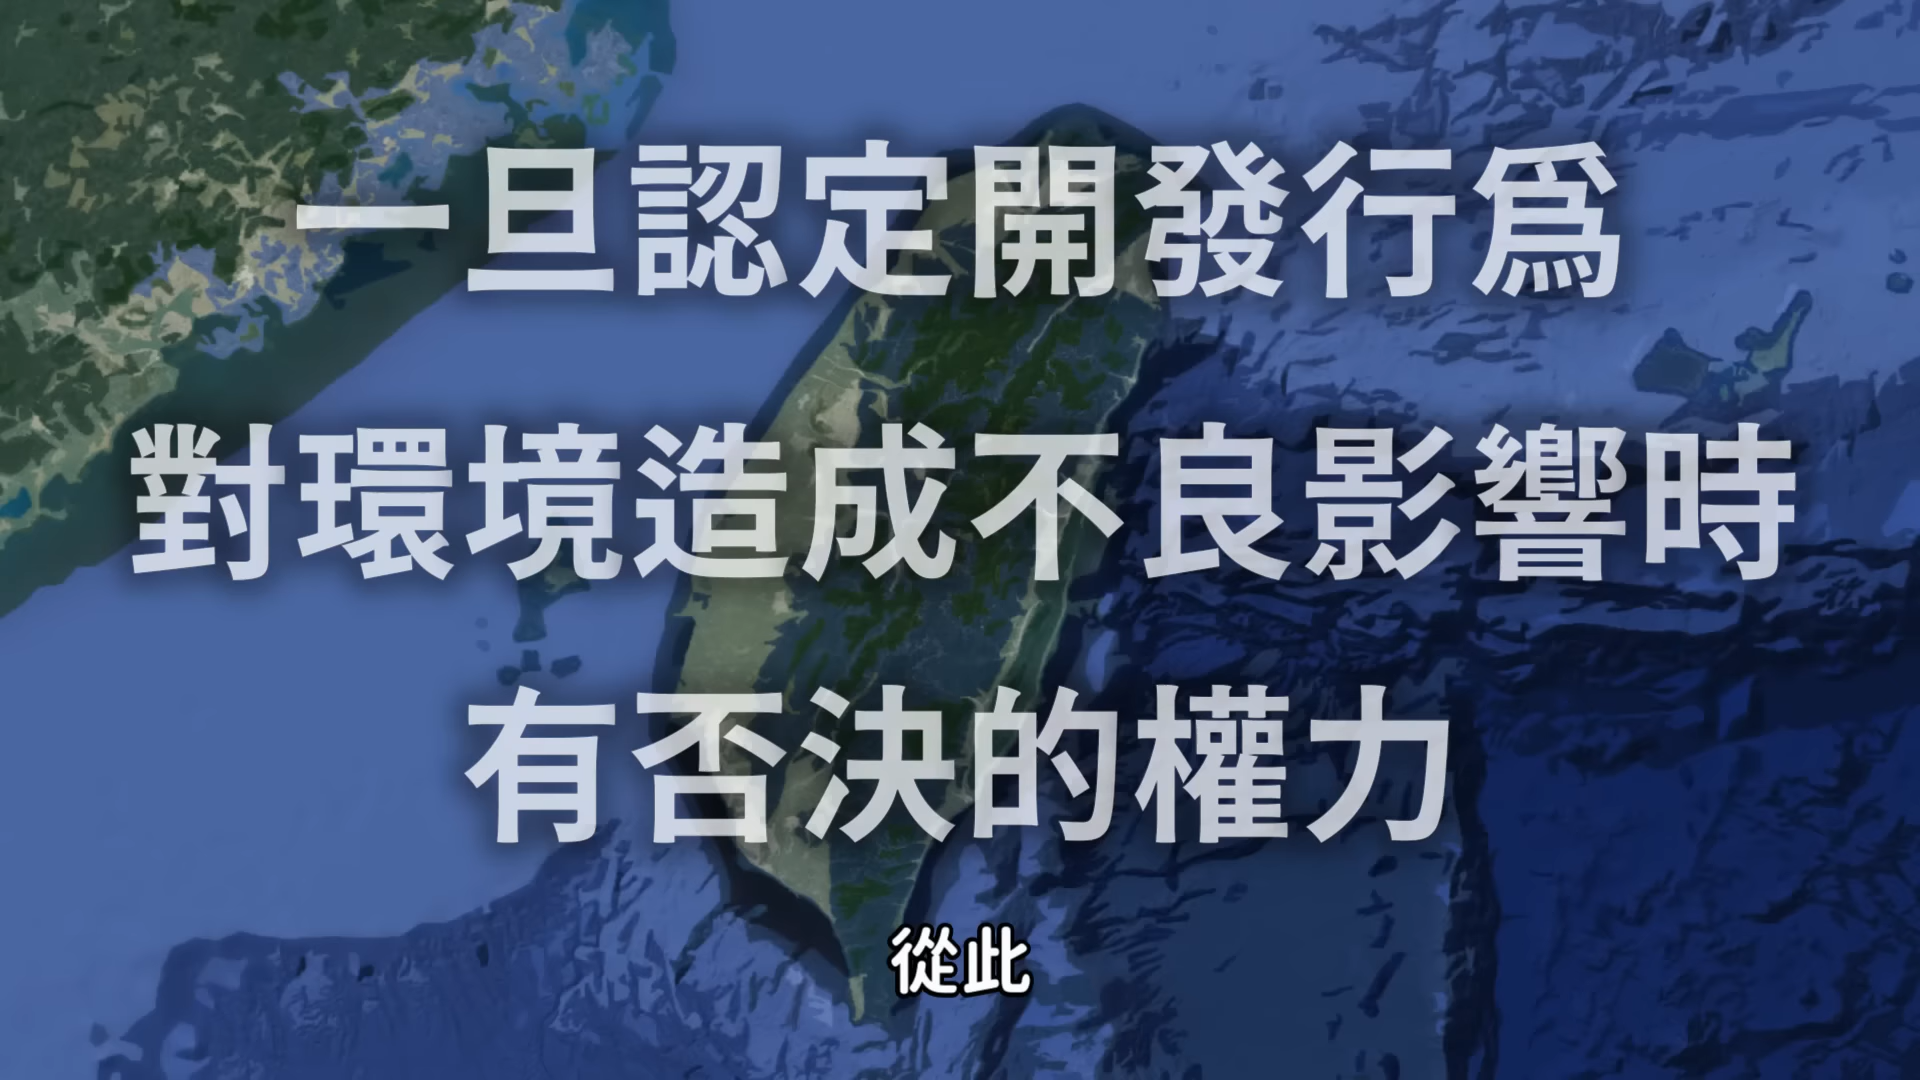 一旦認定開發行爲
對環境造成不良影響時
有否決的權力
從此